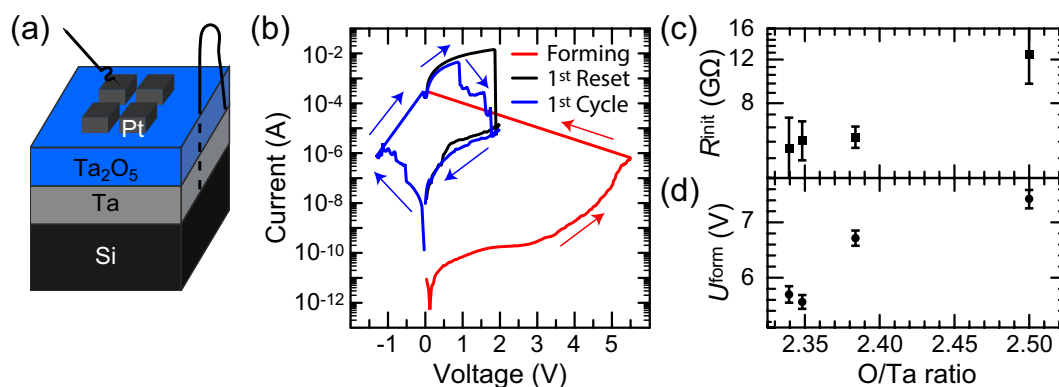 (a)
Pt
Ta₂O₅
Ta
Si
(b)
Current (A)
10⁻²
10⁻⁴
10⁻⁶
10⁻⁸
10⁻¹⁰
10⁻¹²
Forming
1ˢᵗ Reset
1ˢᵗ Cycle
-1 0 1 2 3 4 5
Voltage (V)
(c)
Rⁱⁿⁱᵗ (GΩ)
16
12
8
(d)
Uᶠᵒʳᵐ (V)
7
6
2.35 2.40 2.45 2.50
O/Ta ratio